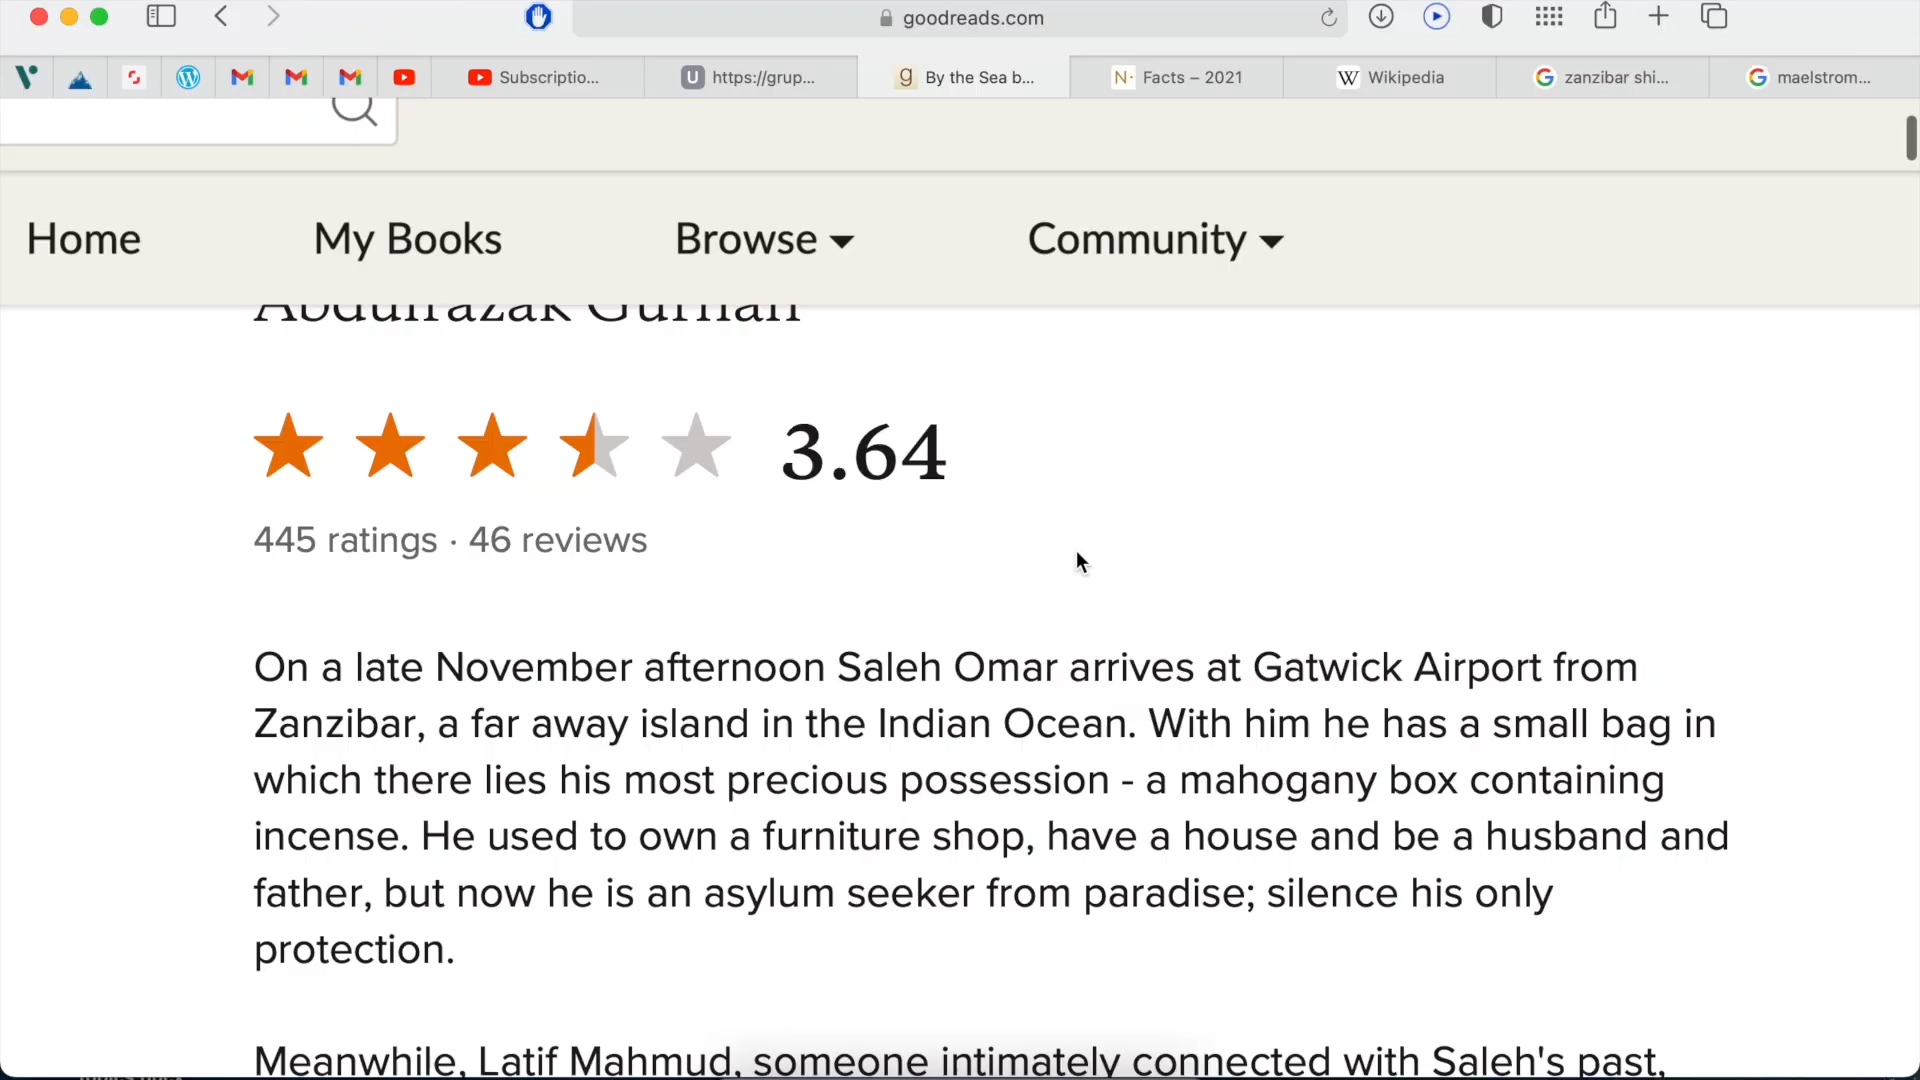 goodreads.com
Subscriptio...
https://grup...
By the Sea b...
N· Facts – 2021
W Wikipedia
zanzibar shi...
maelstrom...
Home
My Books
Browse
Community
Abdulrazak Gurnah
3.64
445 ratings · 46 reviews
On a late November afternoon Saleh Omar arrives at Gatwick Airport from
Zanzibar, a far away island in the Indian Ocean. With him he has a small bag in
which there lies his most precious possession - a mahogany box containing
incense. He used to own a furniture shop, have a house and be a husband and
father, but now he is an asylum seeker from paradise; silence his only
protection.
Meanwhile, Latif Mahmud, someone intimately connected with Saleh's past,